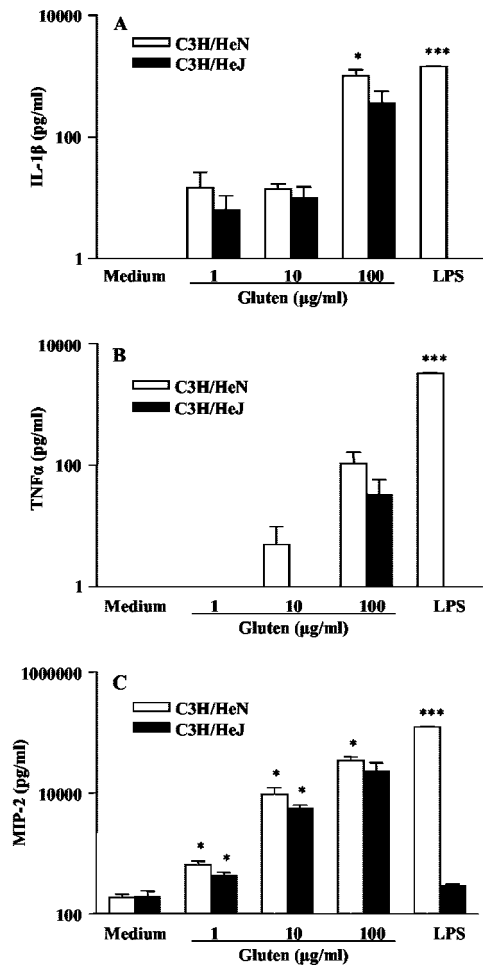 A
10000
C3H/HeN
*
***
C3H/HeJ
IL-1β (pg/ml)
100
1
Medium 1 10 100 LPS
Gluten (μg/ml)
B
10000
***
C3H/HeN
C3H/HeJ
TNFα (pg/ml)
100
1
Medium 1 10 100 LPS
Gluten (μg/ml)
C
1000000
C3H/HeN
***
C3H/HeJ
*
* *
MIP-2 (pg/ml)
10000
* *
100
Medium 1 10 100 LPS
Gluten (μg/ml)